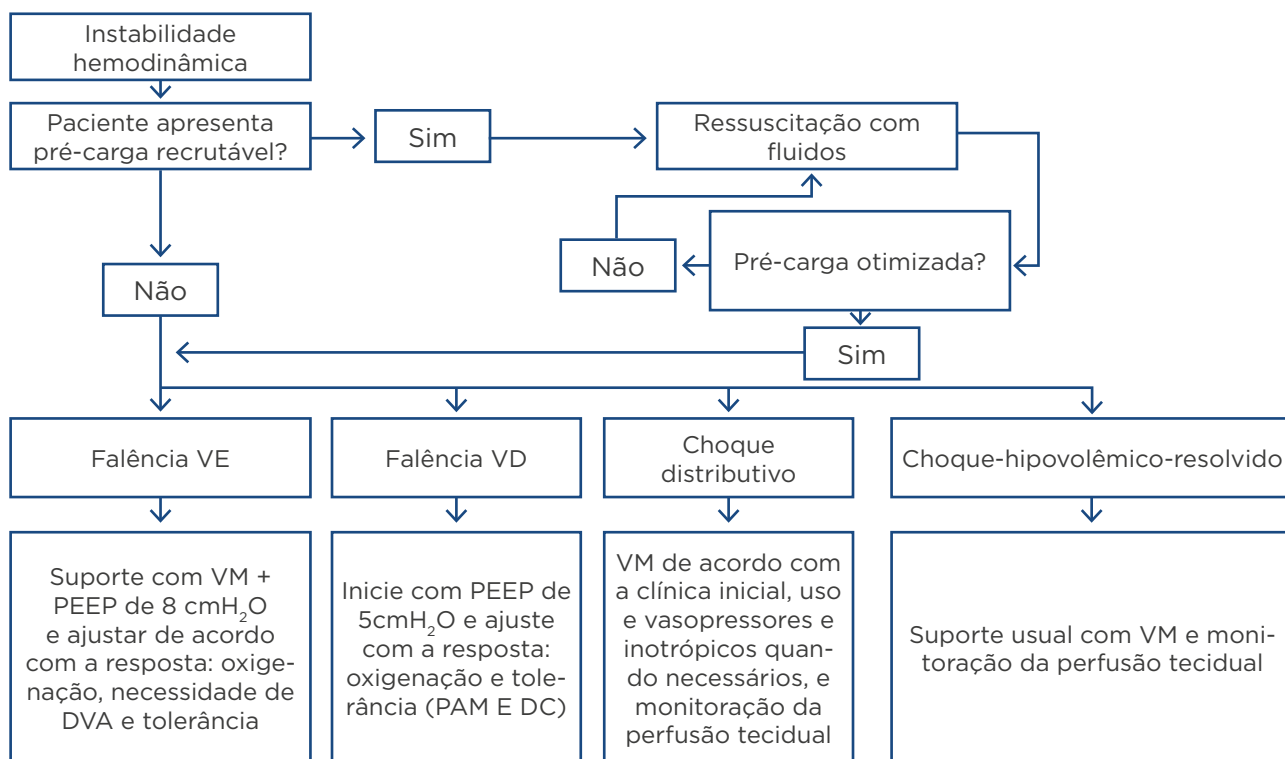 Instabilidade
hemodinâmica
Paciente apresenta
pré-carga recrutável?
Sim
Ressuscitação com
fluidos
Pré-carga otimizada?
Não
Não
Sim
Falência VE
Falência VD
Choque
distributivo
Choque-hipovolêmico-resolvido
Suporte com VM +
PEEP de 8 cmH₂O
e ajustar de acordo
com a resposta: oxige-
nação, necessidade de
DVA e tolerância
Inicie com PEEP de
5cmH₂O e ajuste
com a resposta:
oxigenação e tole-
rância (PAM E DC)
VM de acordo com
a clínica inicial, uso
e vasopressores e
inotrópicos quan-
do necessários, e
monitoração da
perfusão tecidual
Suporte usual com VM e moni-
toração da perfusão tecidual